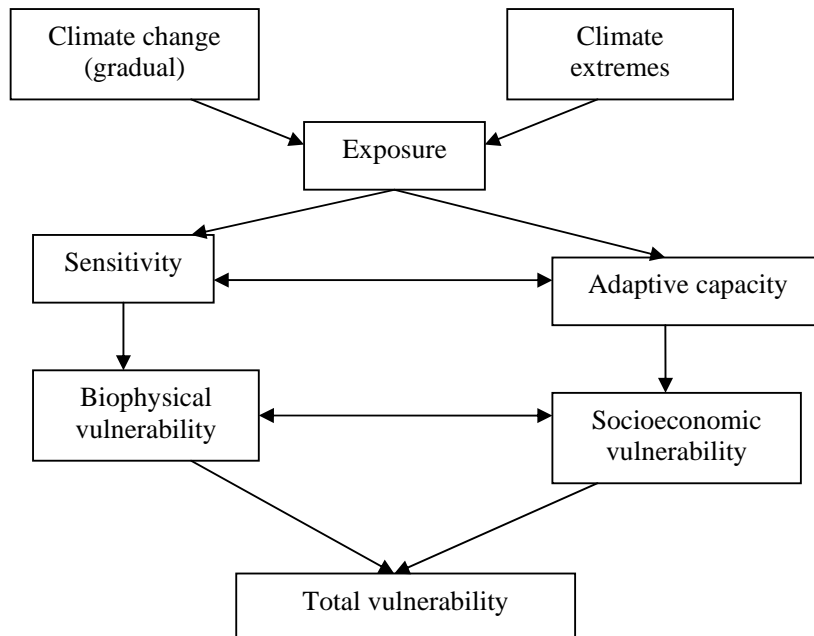 Climate change
(gradual)
Climate
extremes
Exposure
Sensitivity
Adaptive capacity
Biophysical
vulnerability
Socioeconomic
vulnerability
Total vulnerability